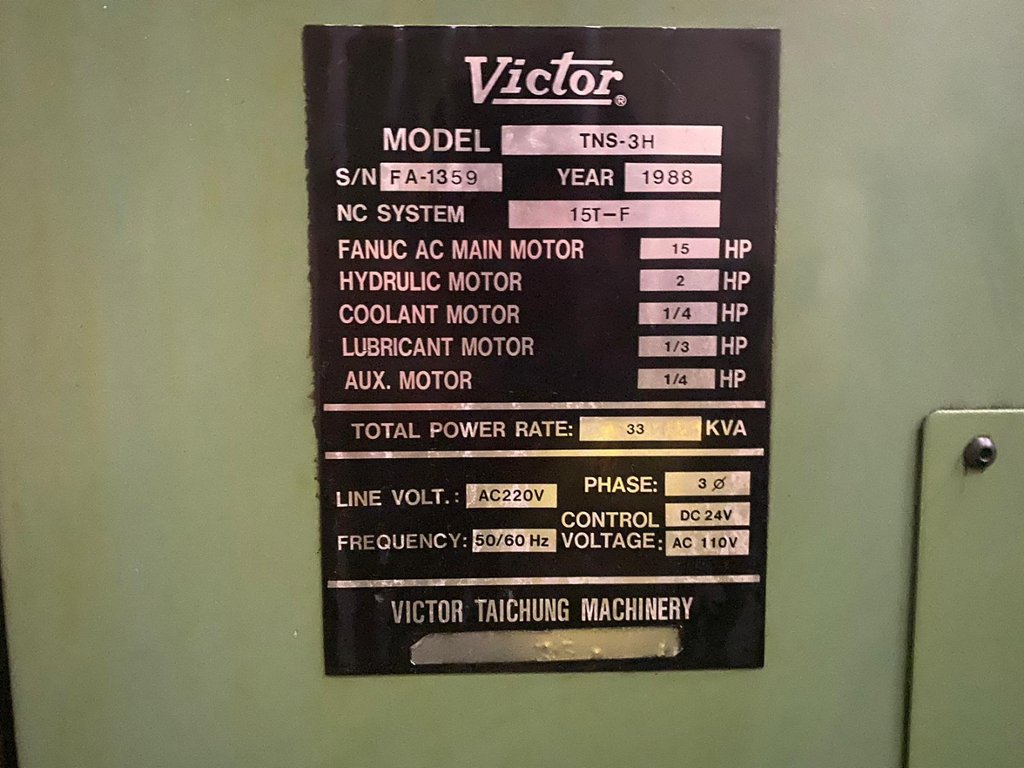 Victor®
MODEL TNS-3H
S/N FA-1359 YEAR 1988
NC SYSTEM 15T-F
FANUC AC MAIN MOTOR 15 HP
HYDRULIC MOTOR 2 HP
COOLANT MOTOR 1/4 HP
LUBRICANT MOTOR 1/3 HP
AUX. MOTOR 1/4 HP
TOTAL POWER RATE: 33 KVA
LINE VOLT.: AC220V PHASE: 3 Ø
FREQUENCY: 50/60 Hz CONTROL VOLTAGE: DC 24V AC 110V
VICTOR TAICHUNG MACHINERY